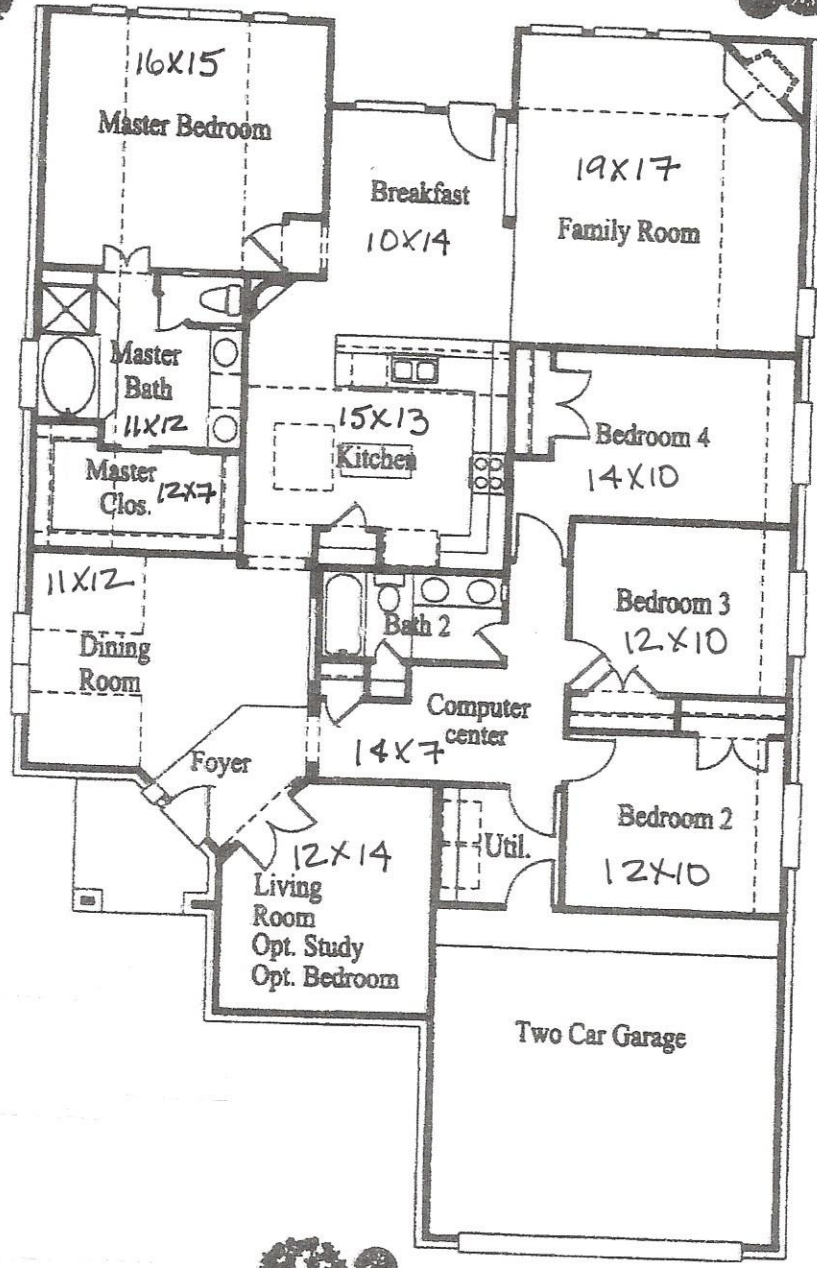 16X15
Master Bedroom
19X17
Family Room
Breakfast
10X14
Master
Bath
11X12
15X13
Kitchen
Bedroom 4
14X10
Master
Clos. 12X7
11X12
Dining
Room
Bath 2
Bedroom 3
12X10
Computer
center
14X7
Foyer
Bedroom 2
12X10
Util.
12X14
Living
Room
Opt. Study
Opt. Bedroom
Two Car Garage